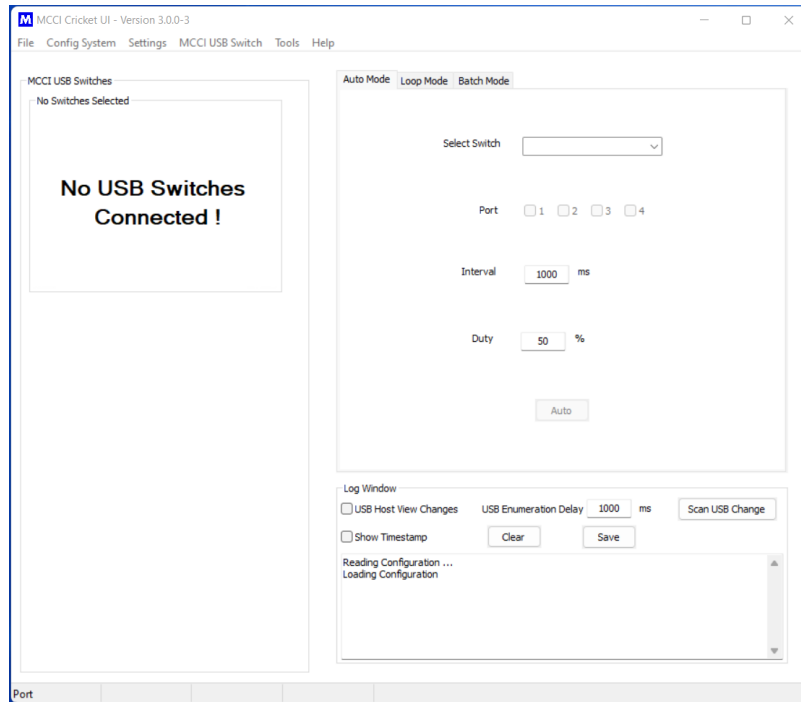 M MCCI Cricket UI - Version 3.0.0-3
File Config System Settings MCCI USB Switch Tools Help
MCCI USB Switches
No Switches Selected
No USB Switches
Connected !
Auto Mode Loop Mode Batch Mode
Select Switch
Port 1 2 3 4
Interval 1000 ms
Duty 50 %
Auto
Log Window
USB Host View Changes USB Enumeration Delay 1000 ms Scan USB Change
Show Timestamp Clear Save
Reading Configuration ...
Loading Configuration
Port